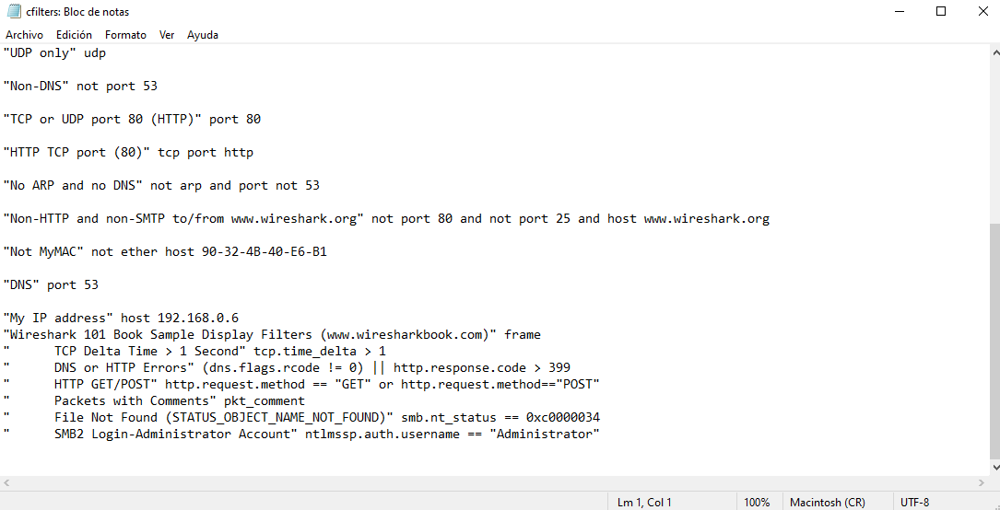 cfilters: Bloc de notas
Archivo Edición Formato Ver Ayuda
"UDP only" udp
"Non-DNS" not port 53
"TCP or UDP port 80 (HTTP)" port 80
"HTTP TCP port (80)" tcp port http
"No ARP and no DNS" not arp and port not 53
"Non-HTTP and non-SMTP to/from www.wireshark.org" not port 80 and not port 25 and host www.wireshark.org
"Not MyMAC" not ether host 90-32-4B-40-E6-B1
"DNS" port 53
"My IP address" host 192.168.0.6
"Wireshark 101 Book Sample Display Filters (www.wiresharkbook.com)" frame
"      TCP Delta Time > 1 Second" tcp.time_delta > 1
"      DNS or HTTP Errors" (dns.flags.rcode != 0) || http.response.code > 399
"      HTTP GET/POST" http.request.method == "GET" or http.request.method=="POST"
"      Packets with Comments" pkt_comment
"      File Not Found (STATUS_OBJECT_NAME_NOT_FOUND)" smb.nt_status == 0xc0000034
"      SMB2 Login-Administrator Account" ntlmssp.auth.username == "Administrator"
Lm 1, Col 1 100% Macintosh (CR) UTF-8